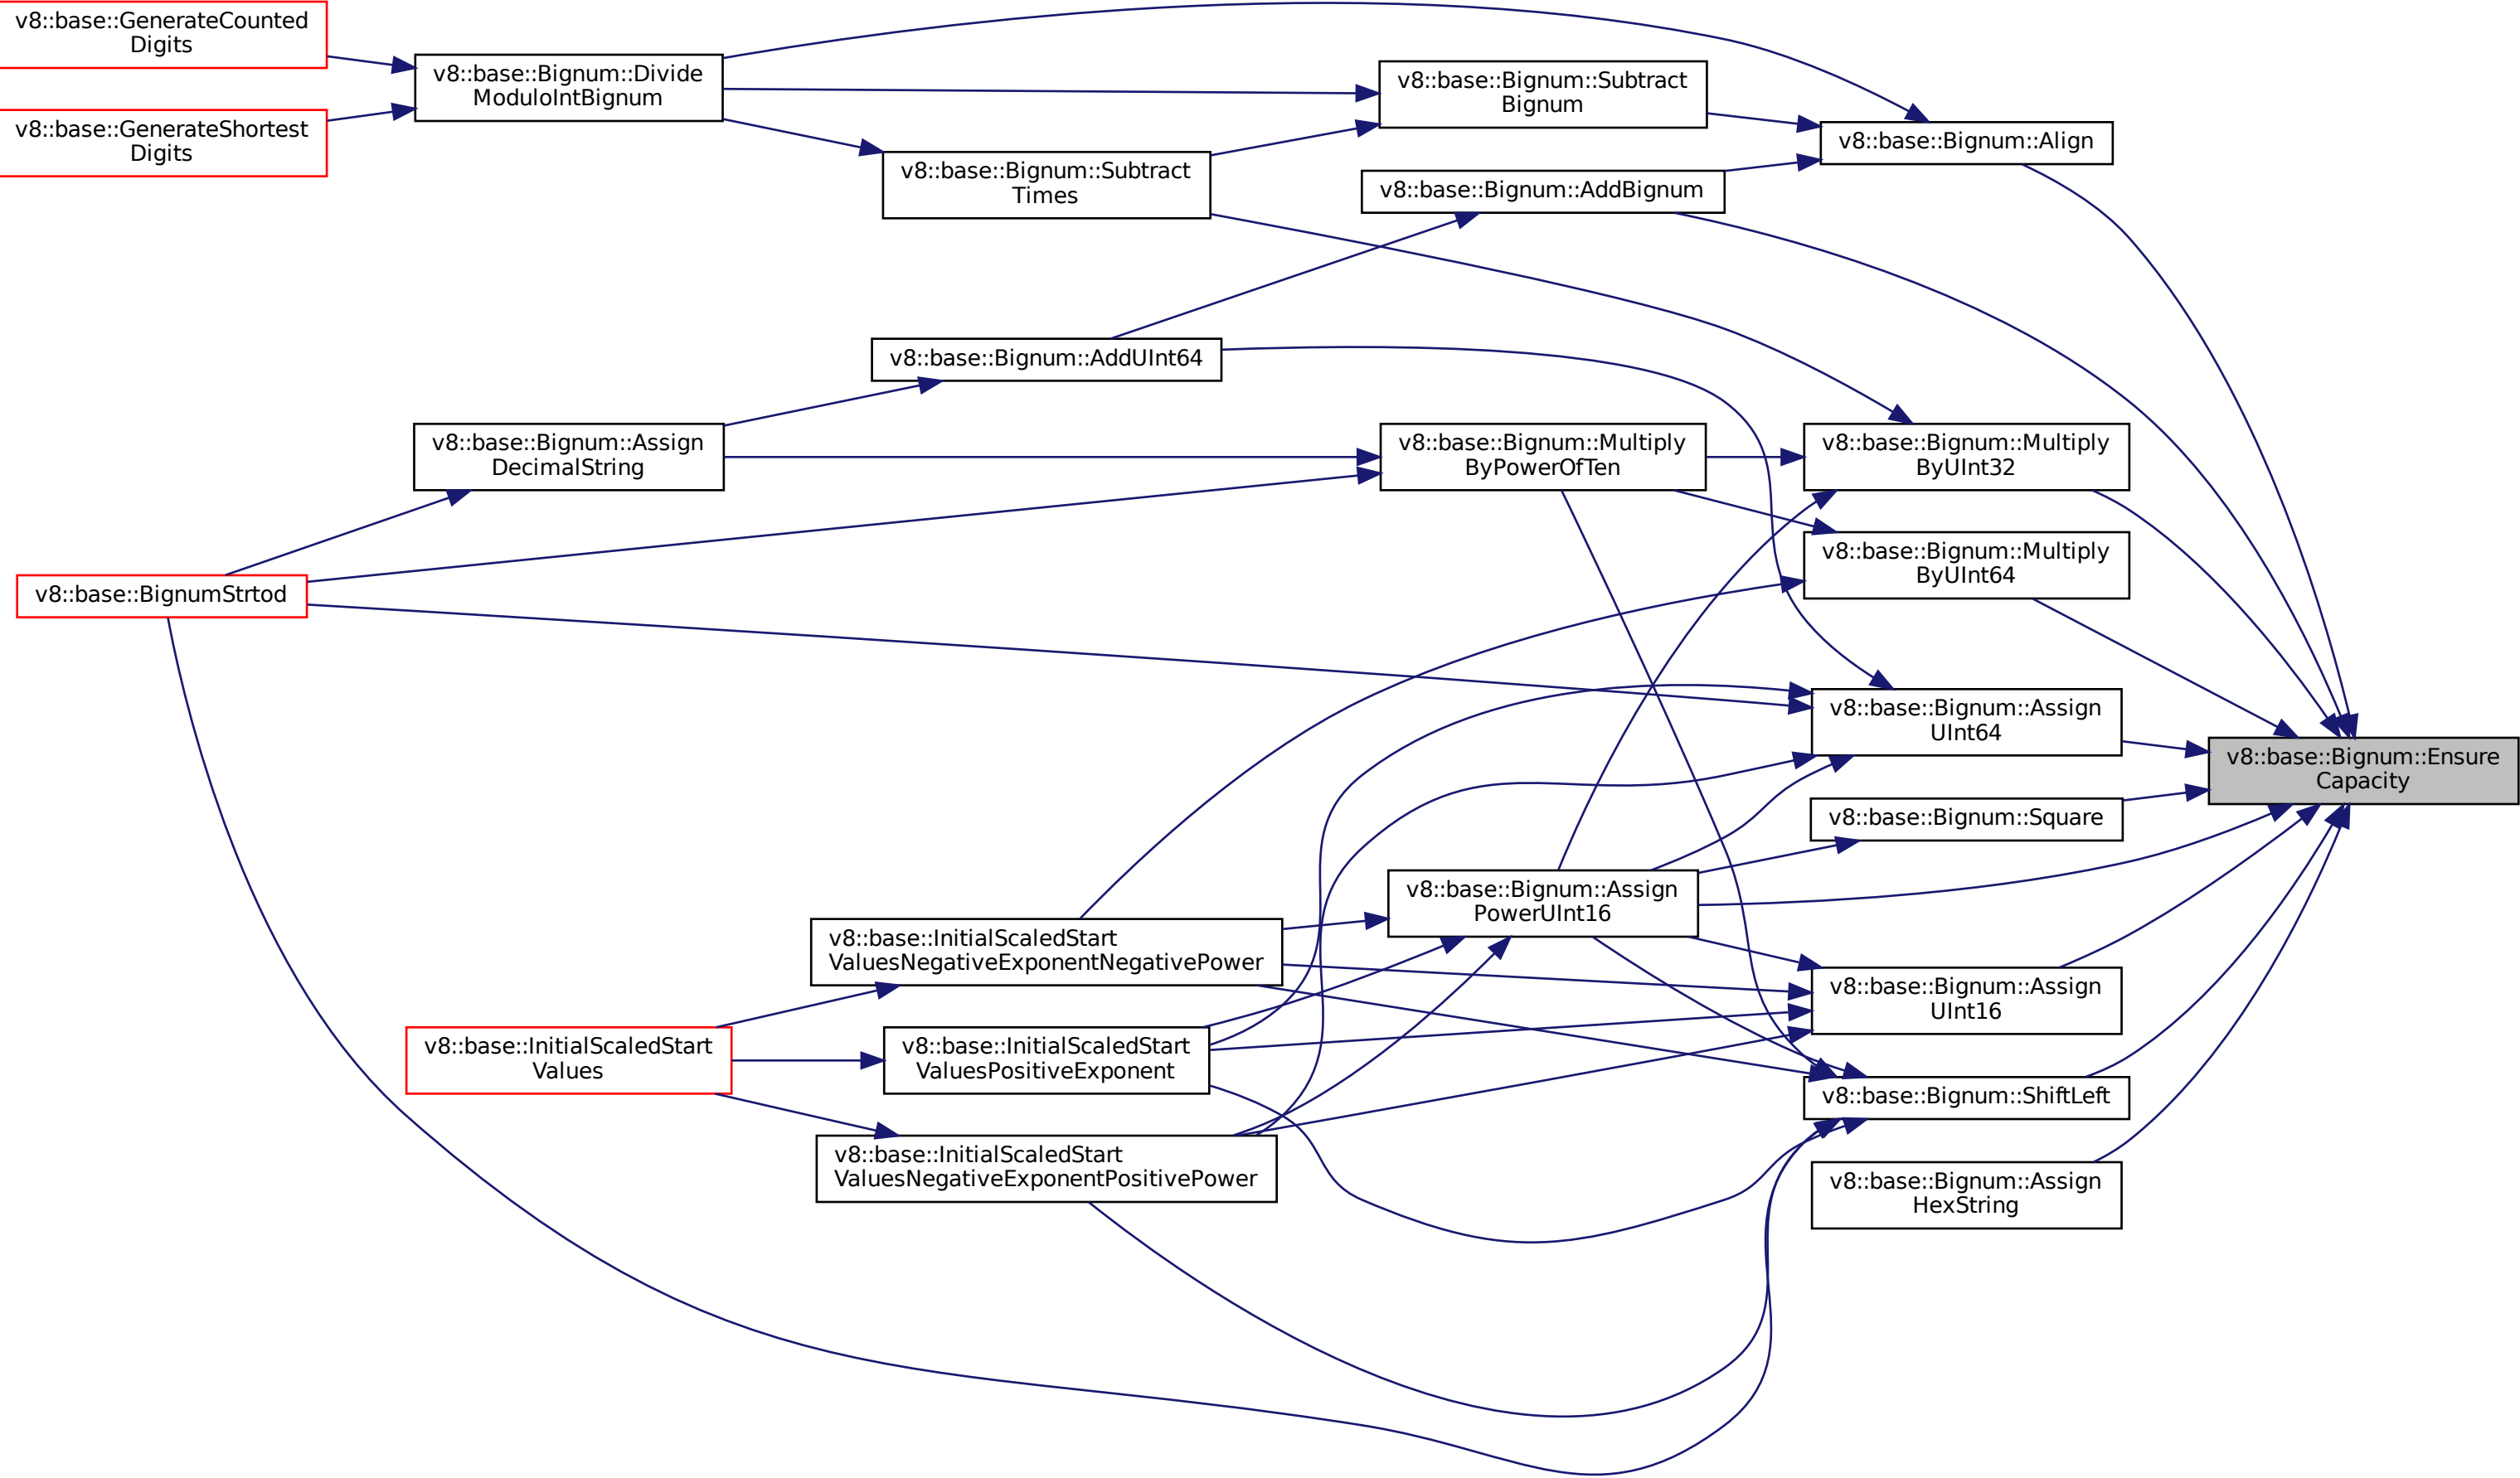 v8::base::GenerateCounted
Digits
v8::base::GenerateShortest
Digits
v8::base::Bignum::Divide
ModuloIntBignum
v8::base::Bignum::Subtract
Bignum
v8::base::Bignum::Align
v8::base::Bignum::Subtract
Times
v8::base::Bignum::AddBignum
v8::base::Bignum::AddUInt64
v8::base::Bignum::Assign
DecimalString
v8::base::Bignum::Multiply
ByPowerOfTen
v8::base::Bignum::Multiply
ByUInt32
v8::base::Bignum::Multiply
ByUInt64
v8::base::BignumStrtod
v8::base::Bignum::Assign
UInt64
v8::base::Bignum::Ensure
Capacity
v8::base::Bignum::Square
v8::base::Bignum::Assign
PowerUInt16
v8::base::InitialScaledStart
ValuesNegativeExponentNegativePower
v8::base::Bignum::Assign
UInt16
v8::base::InitialScaledStart
Values
v8::base::InitialScaledStart
ValuesPositiveExponent
v8::base::Bignum::ShiftLeft
v8::base::InitialScaledStart
ValuesNegativeExponentPositivePower
v8::base::Bignum::Assign
HexString